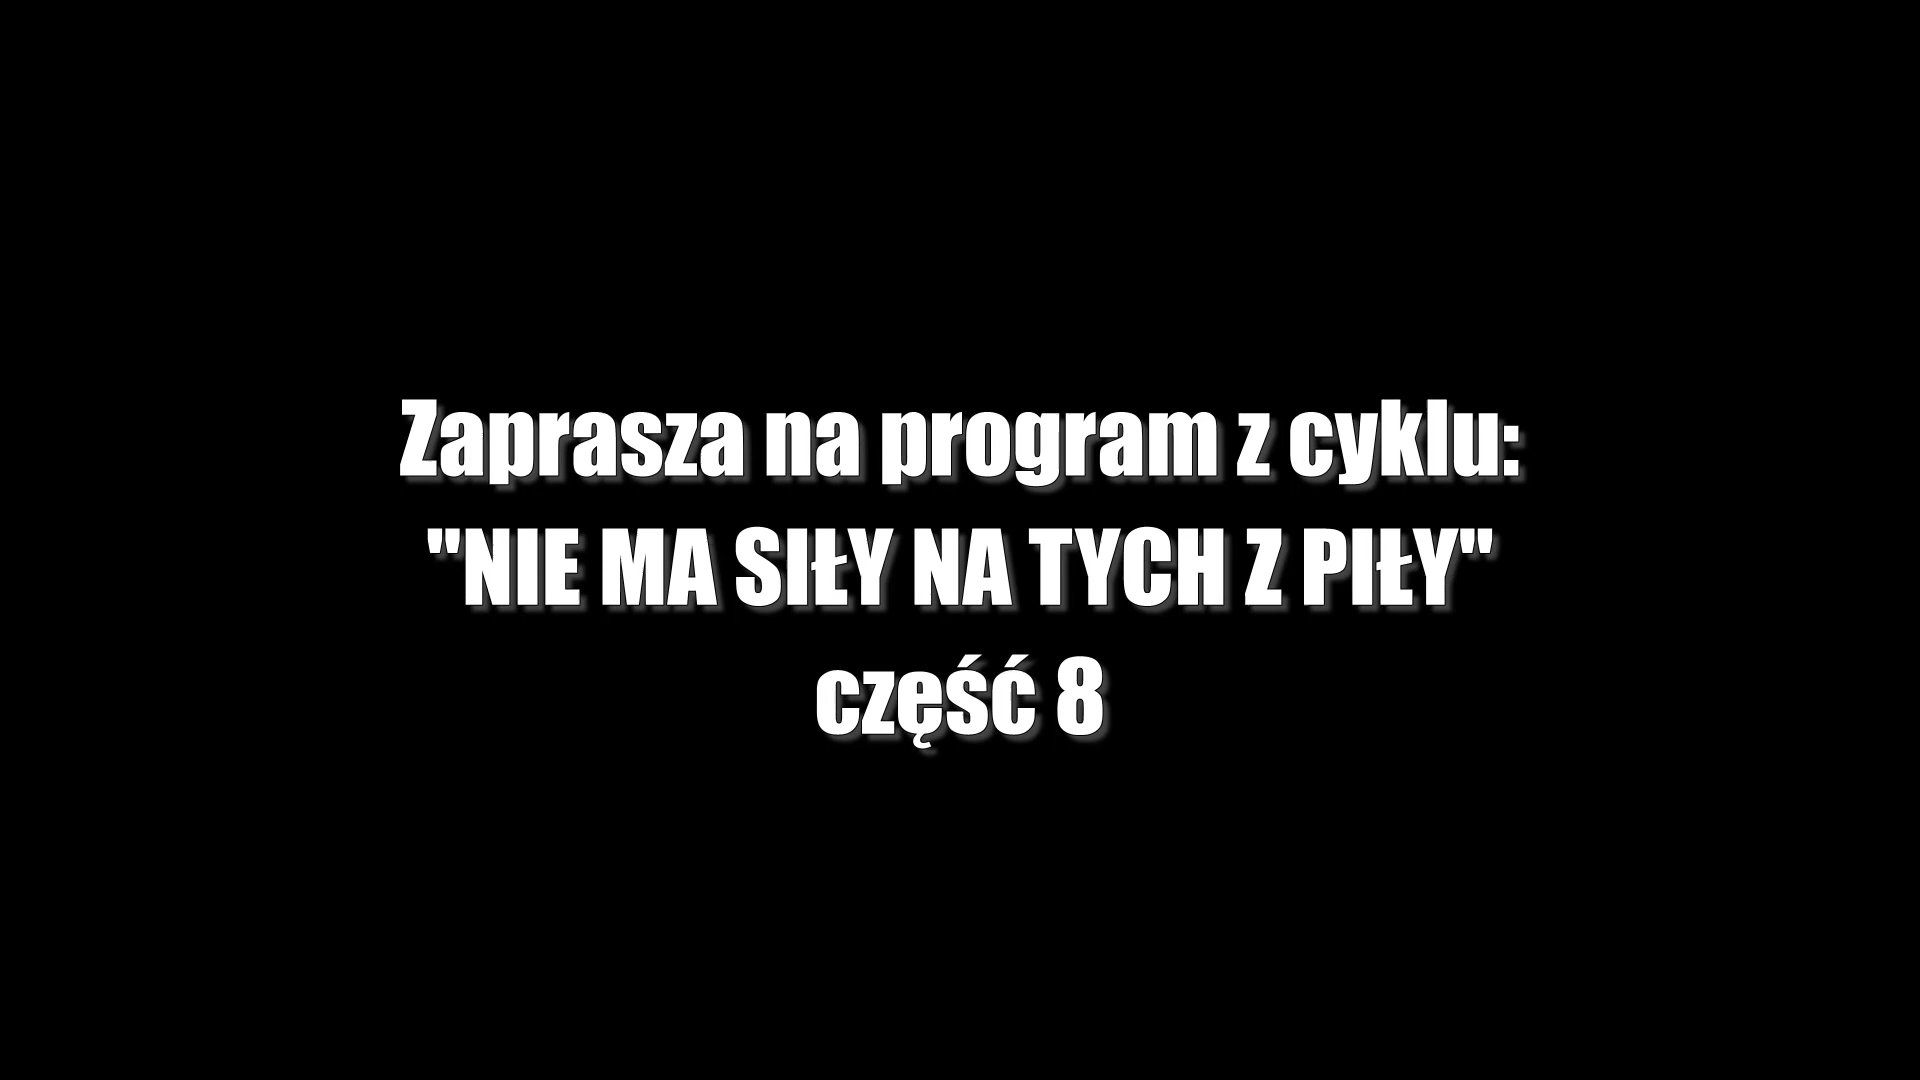 Zaprasza na program z cyklu:
"NIE MA SIŁY NA TYCH Z PIŁY"
część 8